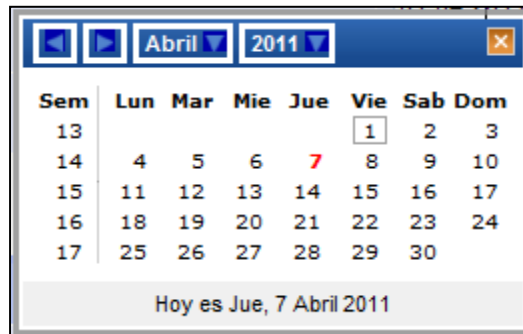 Abril 2011
Sem Lun Mar Mie Jue Vie Sab Dom
13 1 2 3
14 4 5 6 7 8 9 10
15 11 12 13 14 15 16 17
16 18 19 20 21 22 23 24
17 25 26 27 28 29 30
Hoy es Jue, 7 Abril 2011